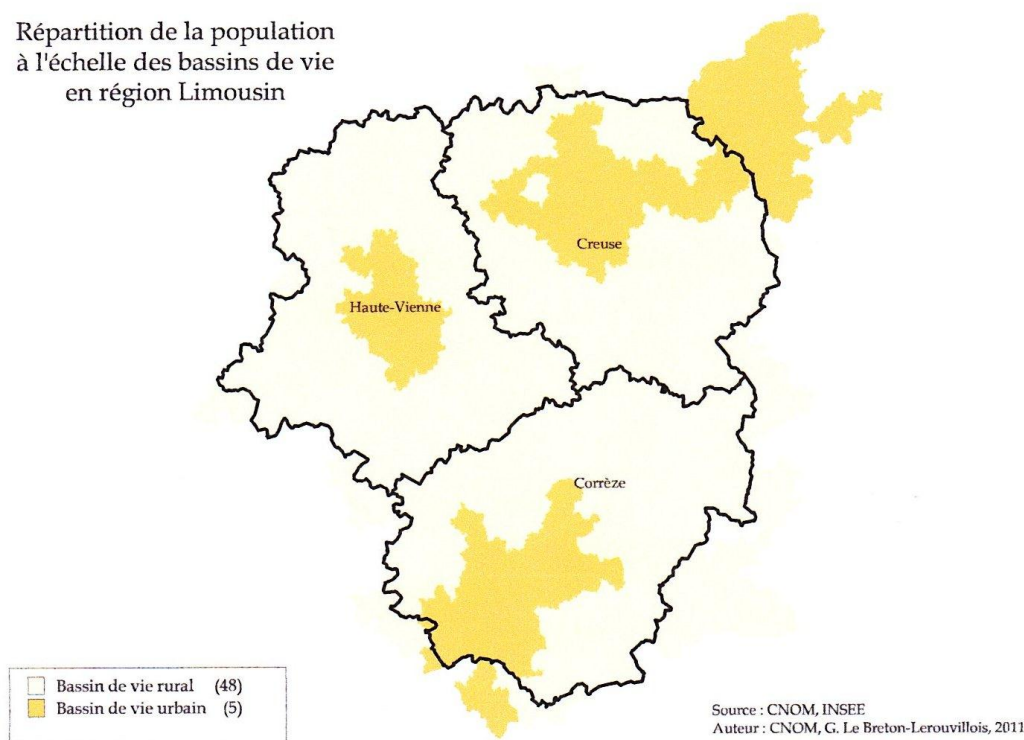 Répartition de la population
à l'échelle des bassins de vie
en région Limousin
Creuse
Haute-Vienne
Corrèze
Bassin de vie rural (48)
Bassin de vie urbain (5)
Source : CNOM, INSEE
Auteur : CNOM, G. Le Breton-Lerouvillois, 2011